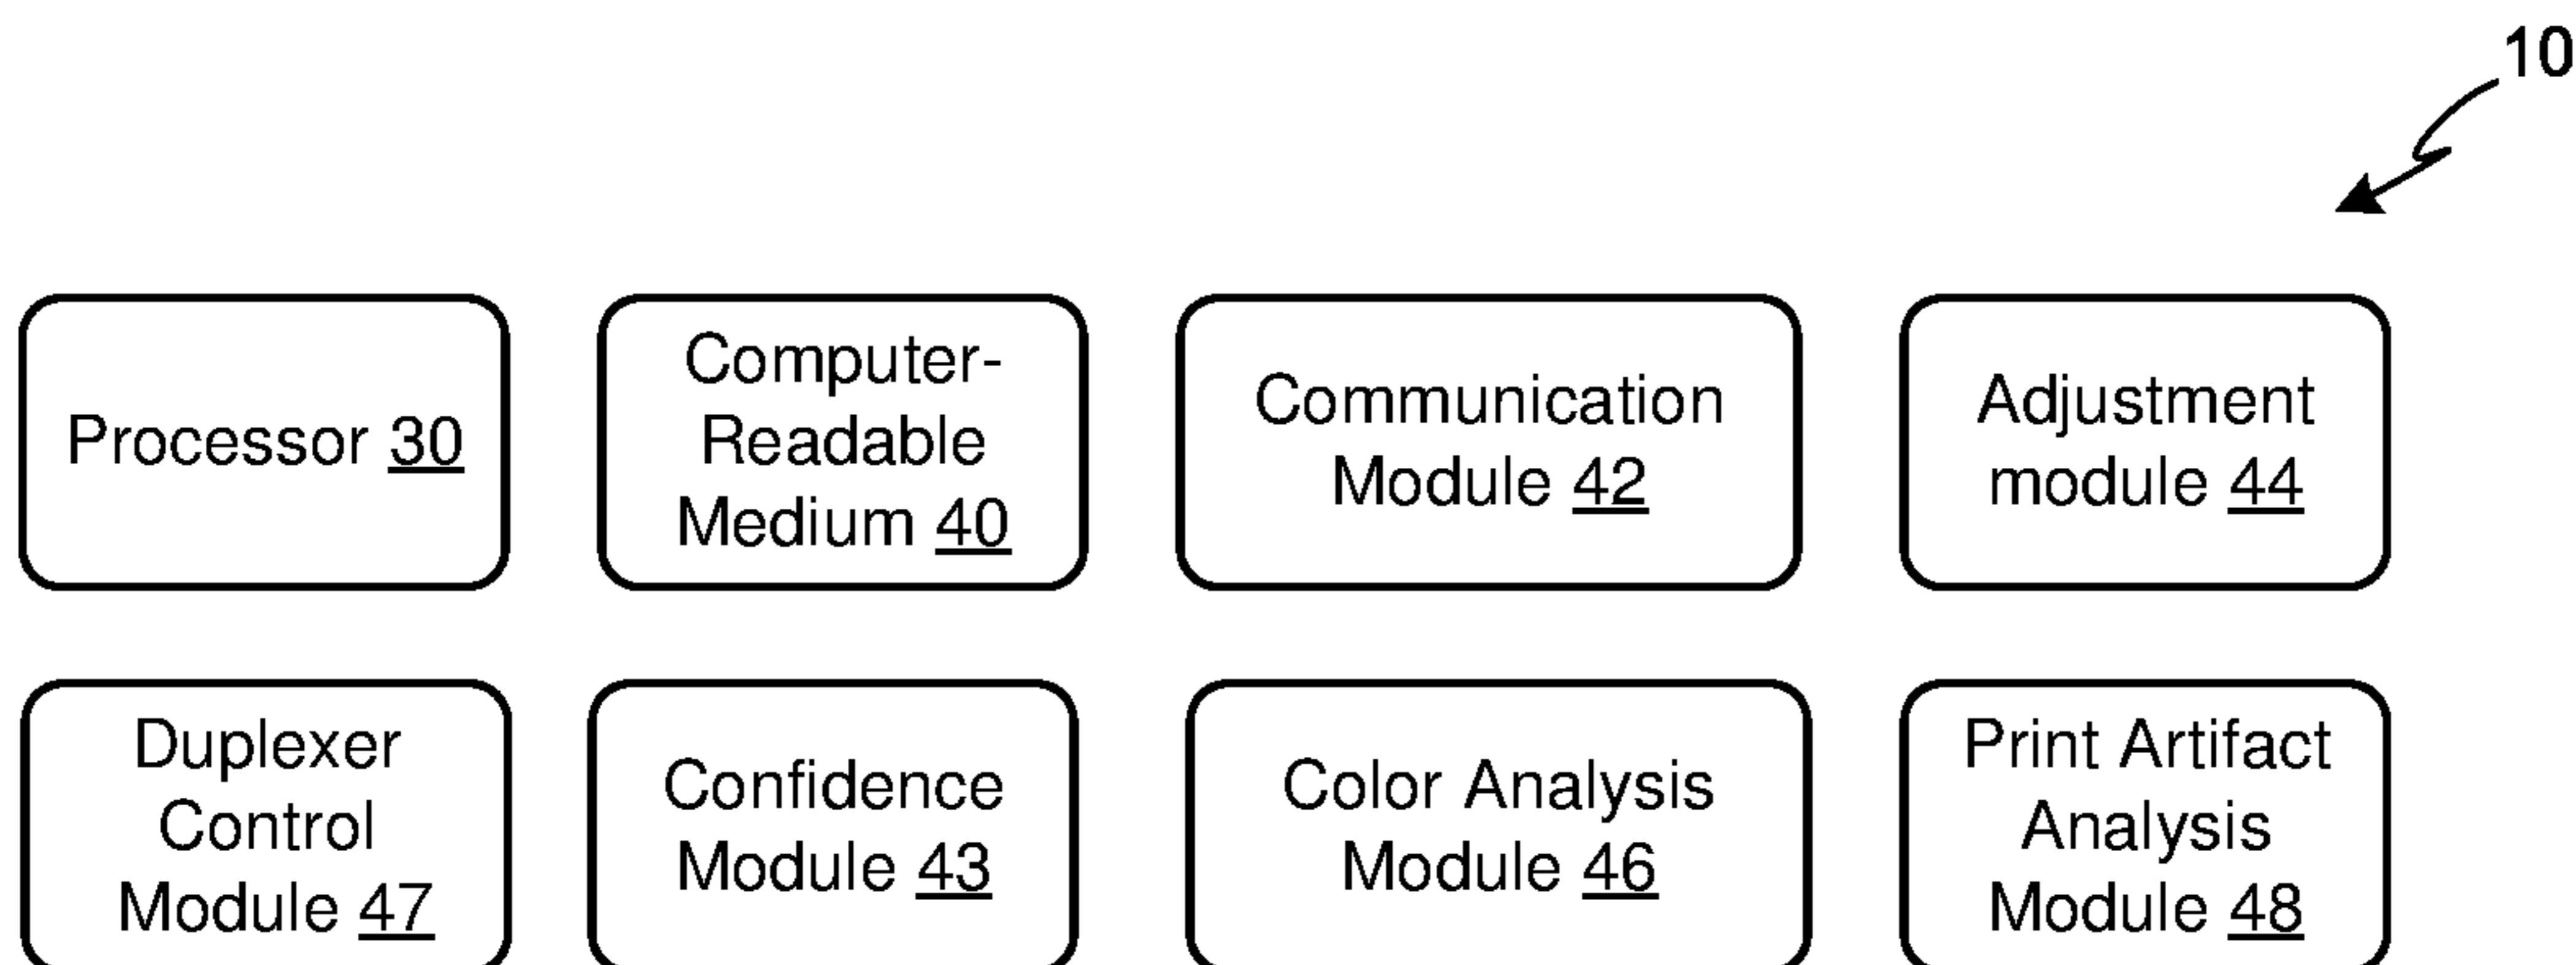 10
Processor 30
Computer-
Readable
Medium 40
Communication
Module 42
Adjustment
module 44
Duplexer
Control
Module 47
Confidence
Module 43
Color Analysis
Module 46
Print Artifact
Analysis
Module 48